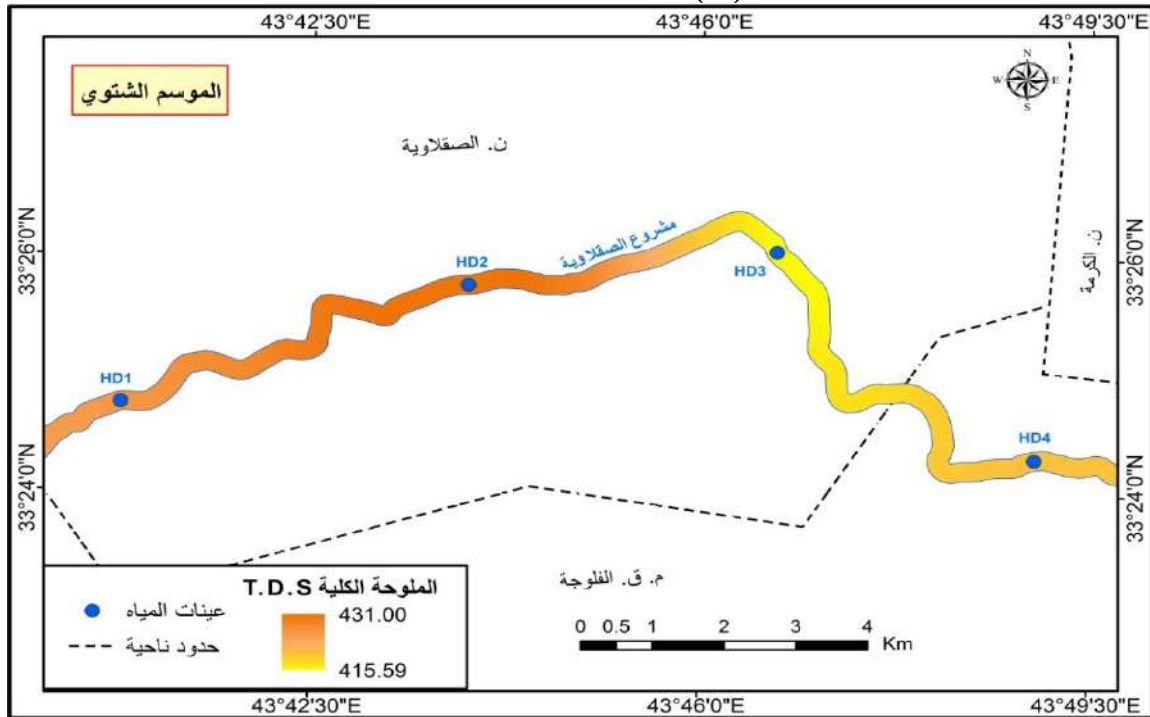 43°42'30"E
43°46'0"E
43°49'30"E
الموسم الشتوي
N
W
E
S
ن. الصقلاوية
33°26'0"N
33°26'0"N
ن. الكرمة
مشروع الصقلاوية
HD2
HD3
HD1
HD4
33°24'0"N
33°24'0"N
م. ق. الفلوجة
الملوحة الكلية T.D.S
431.00
415.59
عينات المياه
حدود ناحية
0 0.5 1 2 3 4
Km
43°42'30"E
43°46'0"E
43°49'30"E